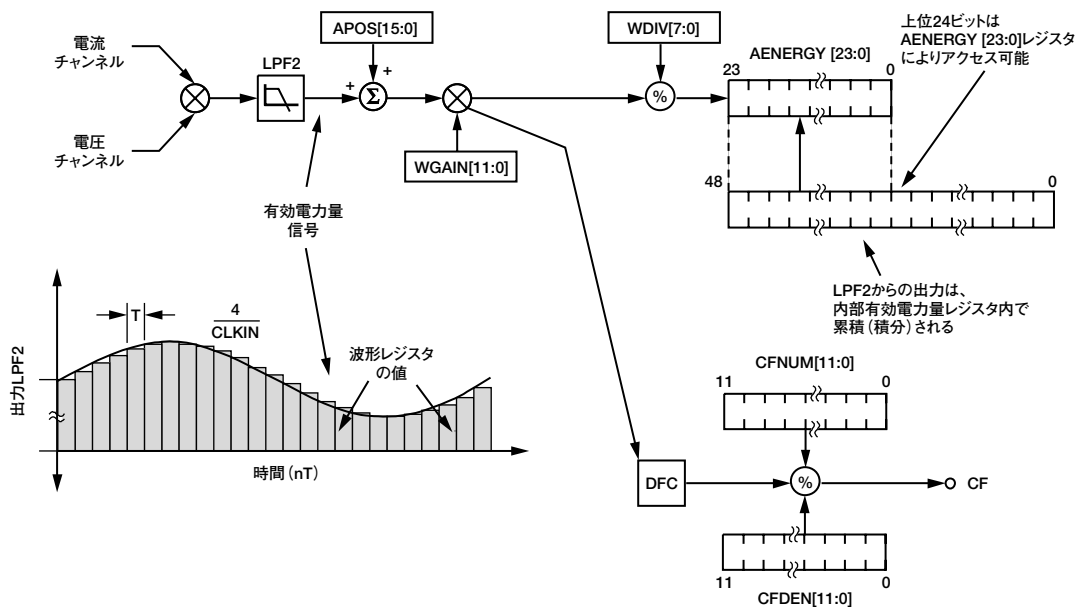 電流
チャンネル
電圧
チャンネル
LPF2
APOS[15:0]
+
+
Σ
WGAIN[11:0]
WDIV[7:0]
%
AENERGY [23:0]
23
0
上位24ビットは
AENERGY [23:0]レジスタ
によりアクセス可能
48
0
LPF2からの出力は、
内部有効電力量レジスタ内で
累積(積分)される
有効電力量
信号
T
4
CLKIN
波形レジスタ
の値
出力LPF2
時間(nT)
CFNUM[11:0]
11
0
DFC
%
CF
11
0
CFDEN[11:0]